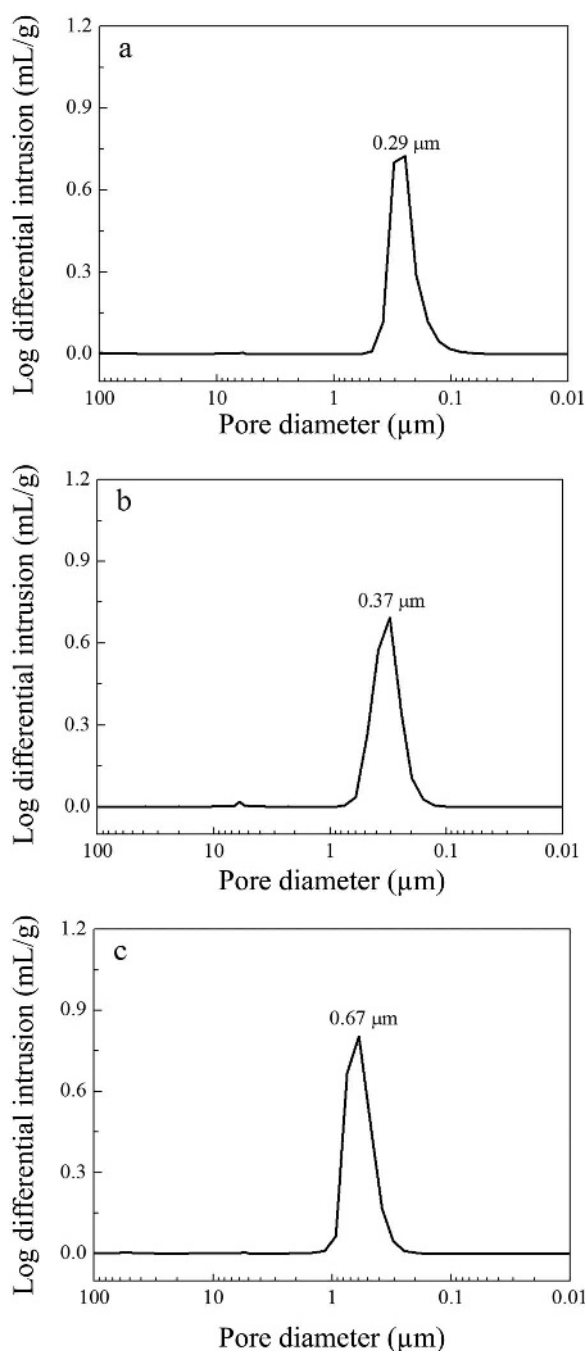 a
Log differential intrusion (mL/g)
1.2
0.9
0.6
0.3
0.0
0.29 μm
100 10 1 0.1 0.01
Pore diameter (μm)
b
Log differential intrusion (mL/g)
1.2
0.9
0.6
0.3
0.0
0.37 μm
100 10 1 0.1 0.01
Pore diameter (μm)
c
Log differential intrusion (mL/g)
1.2
0.9
0.6
0.3
0.0
0.67 μm
100 10 1 0.1 0.01
Pore diameter (μm)